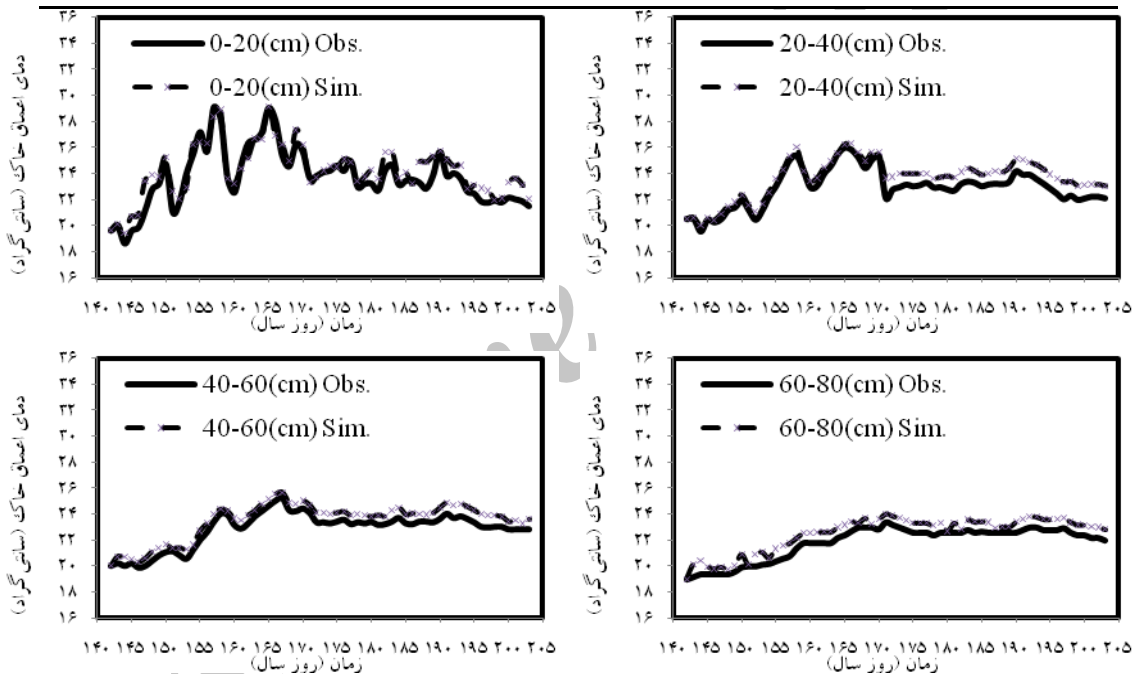 ۳۶
۳۴
۳۲
۳۰
۲۸
۲۶
۲۴
۲۲
۲۰
۱۸
۱۶
دمای اعماق خاک (سانتی گراد)
0-20(cm) Obs.
0-20(cm) Sim.
۱۴۰ ۱۴۵ ۱۵۰ ۱۵۵ ۱۶۰ ۱۶۵ ۱۷۰ ۱۷۵ ۱۸۰ ۱۸۵ ۱۹۰ ۱۹۵ ۲۰۰ ۲۰۵
زمان (روز سال)
۳۶
۳۴
۳۲
۳۰
۲۸
۲۶
۲۴
۲۲
۲۰
۱۸
۱۶
دمای اعماق خاک (سانتی گراد)
20-40(cm) Obs.
20-40(cm) Sim.
۱۴۰ ۱۴۵ ۱۵۰ ۱۵۵ ۱۶۰ ۱۶۵ ۱۷۰ ۱۷۵ ۱۸۰ ۱۸۵ ۱۹۰ ۱۹۵ ۲۰۰ ۲۰۵
زمان (روز سال)
۳۶
۳۴
۳۲
۳۰
۲۸
۲۶
۲۴
۲۲
۲۰
۱۸
۱۶
دمای اعماق خاک (سانتی گراد)
40-60(cm) Obs.
40-60(cm) Sim.
۱۴۰ ۱۴۵ ۱۵۰ ۱۵۵ ۱۶۰ ۱۶۵ ۱۷۰ ۱۷۵ ۱۸۰ ۱۸۵ ۱۹۰ ۱۹۵ ۲۰۰ ۲۰۵
زمان (روز سال)
۳۶
۳۴
۳۲
۳۰
۲۸
۲۶
۲۴
۲۲
۲۰
۱۸
۱۶
دمای اعماق خاک (سانتی گراد)
60-80(cm) Obs.
60-80(cm) Sim.
۱۴۰ ۱۴۵ ۱۵۰ ۱۵۵ ۱۶۰ ۱۶۵ ۱۷۰ ۱۷۵ ۱۸۰ ۱۸۵ ۱۹۰ ۱۹۵ ۲۰۰ ۲۰۵
زمان (روز سال)